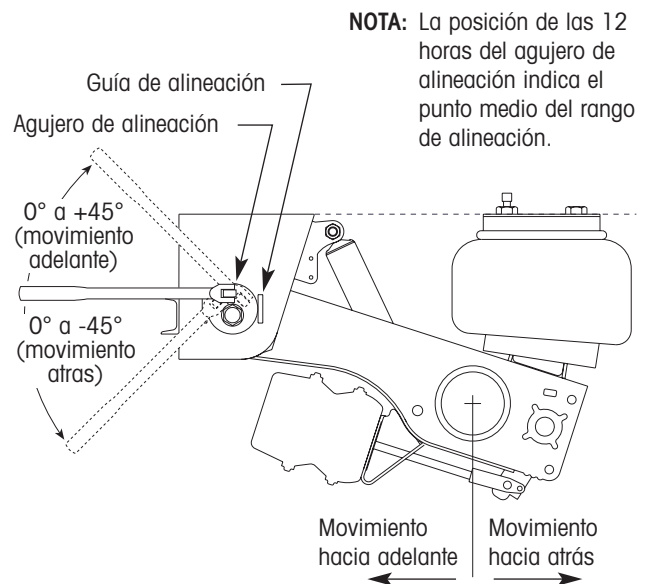 NOTA: La posición de las 12
horas del agujero de
alineación indica el
punto medio del rango
de alineación.
Guía de alineación
Agujero de alineación
0° a +45°
(movimiento
adelante)
0° a -45°
(movimiento
atras)
Movimiento
hacia adelante
Movimiento
hacia atrás